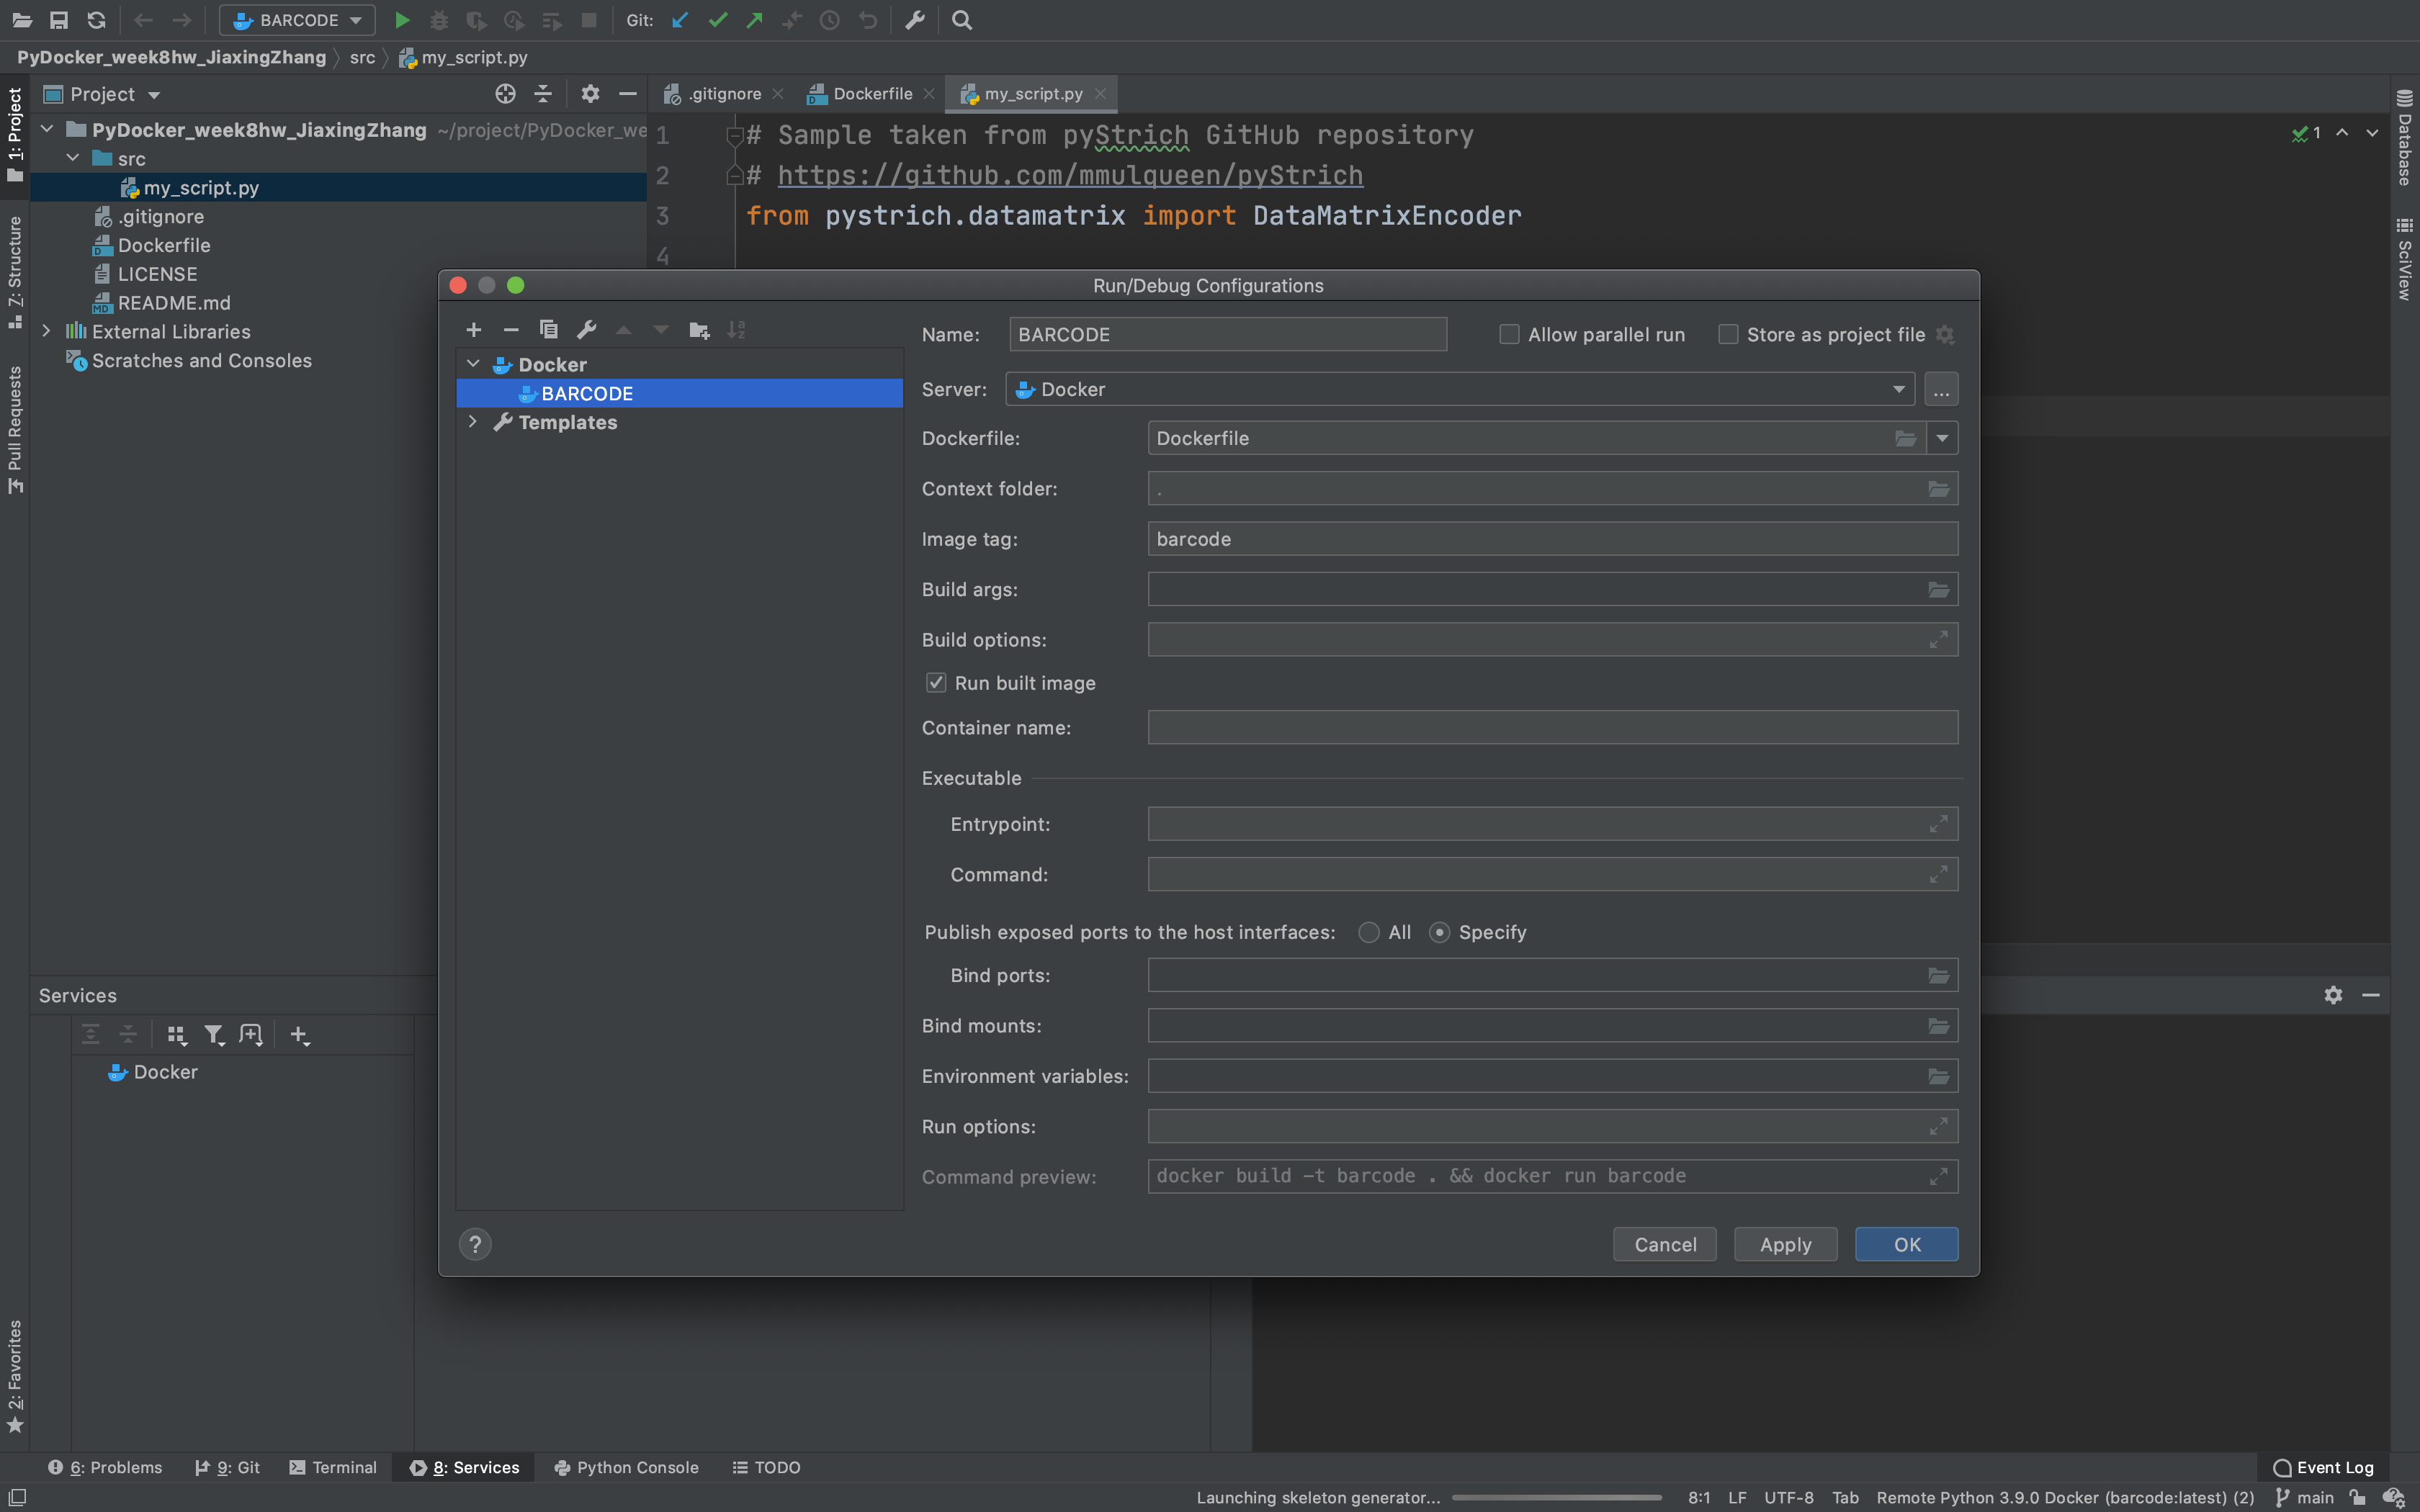 BARCODE
Git:
PyDocker_week8hw_JiaxingZhang src my_script.py
1: Project
7: Structure
Pull Requests
2: Favorites
Project
PyDocker_week8hw_JiaxingZhang ~/project/PyDocker_we
src
my_script.py
.gitignore
Dockerfile
LICENSE
README.md
External Libraries
Scratches and Consoles
.gitignore Dockerfile my_script.py
1 # Sample taken from pyStrich GitHub repository
2 # https://github.com/mmulqueen/pyStrich
3 from pystrich.datamatrix import DataMatrixEncoder
4
1
Database
SciView
Run/Debug Configurations
Docker
BARCODE
Templates
Name: BARCODE Allow parallel run Store as project file
Server: Docker ...
Dockerfile: Dockerfile
Context folder: .
Image tag: barcode
Build args:
Build options:
Run built image
Container name:
Executable
Entrypoint:
Command:
Publish exposed ports to the host interfaces: All Specify
Bind ports:
Bind mounts:
Environment variables:
Run options:
Command preview: docker build -t barcode . && docker run barcode
? Cancel Apply OK
Services
Docker
6: Problems 9: Git Terminal 8: Services Python Console TODO Event Log
Launching skeleton generator... 8:1 LF UTF-8 Tab Remote Python 3.9.0 Docker (barcode:latest) (2) main